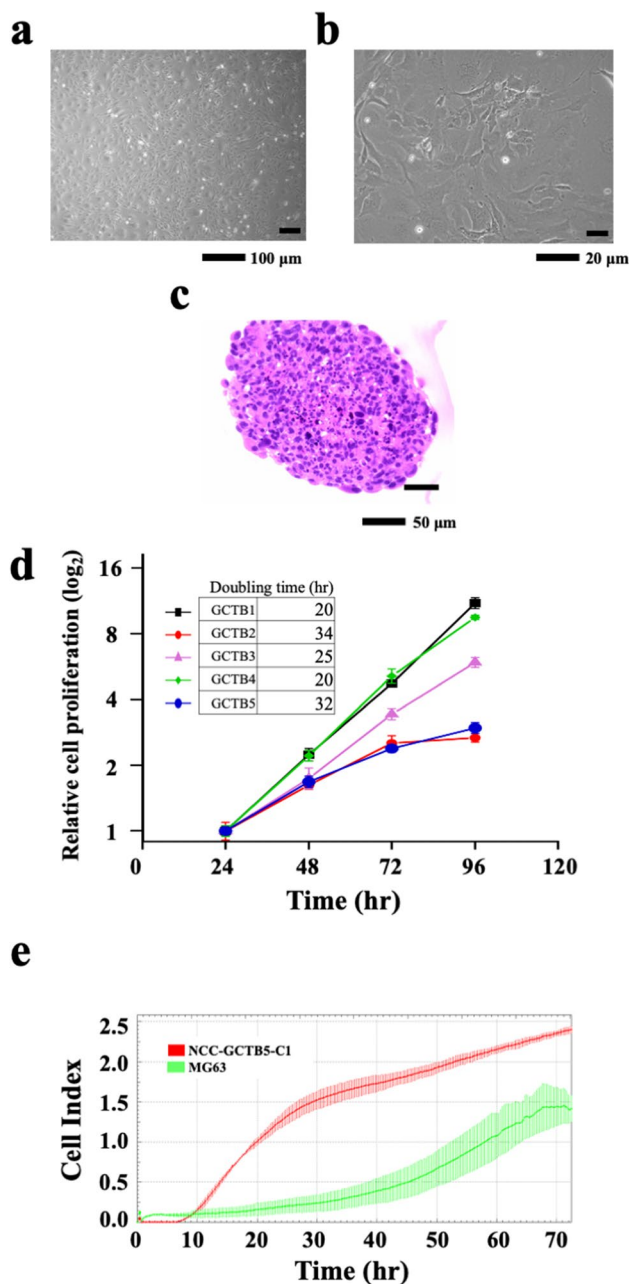 a
b
100 μm
20 μm
c
50 μm
d
Relative cell proliferation (log2)
16
8
4
2
1
Doubling time (hr)
GCTB1 20
GCTB2 34
GCTB3 25
GCTB4 20
GCTB5 32
0 24 48 72 96 120
Time (hr)
e
Cell Index
2.5
2.0
1.5
1.0
0.5
0.0
NCC-GCTB5-C1
MG63
0 10 20 30 40 50 60 70
Time (hr)